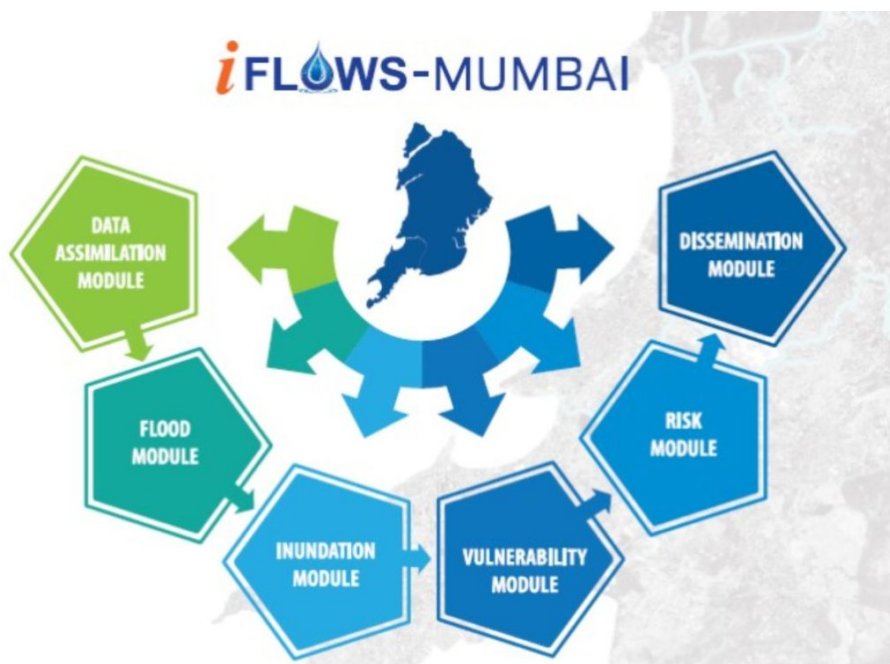 iFLOWS-MUMBAI
DATA
ASSIMILATION
MODULE
FLOOD
MODULE
INUNDATION
MODULE
VULNERABILITY
MODULE
RISK
MODULE
DISSEMINATION
MODULE